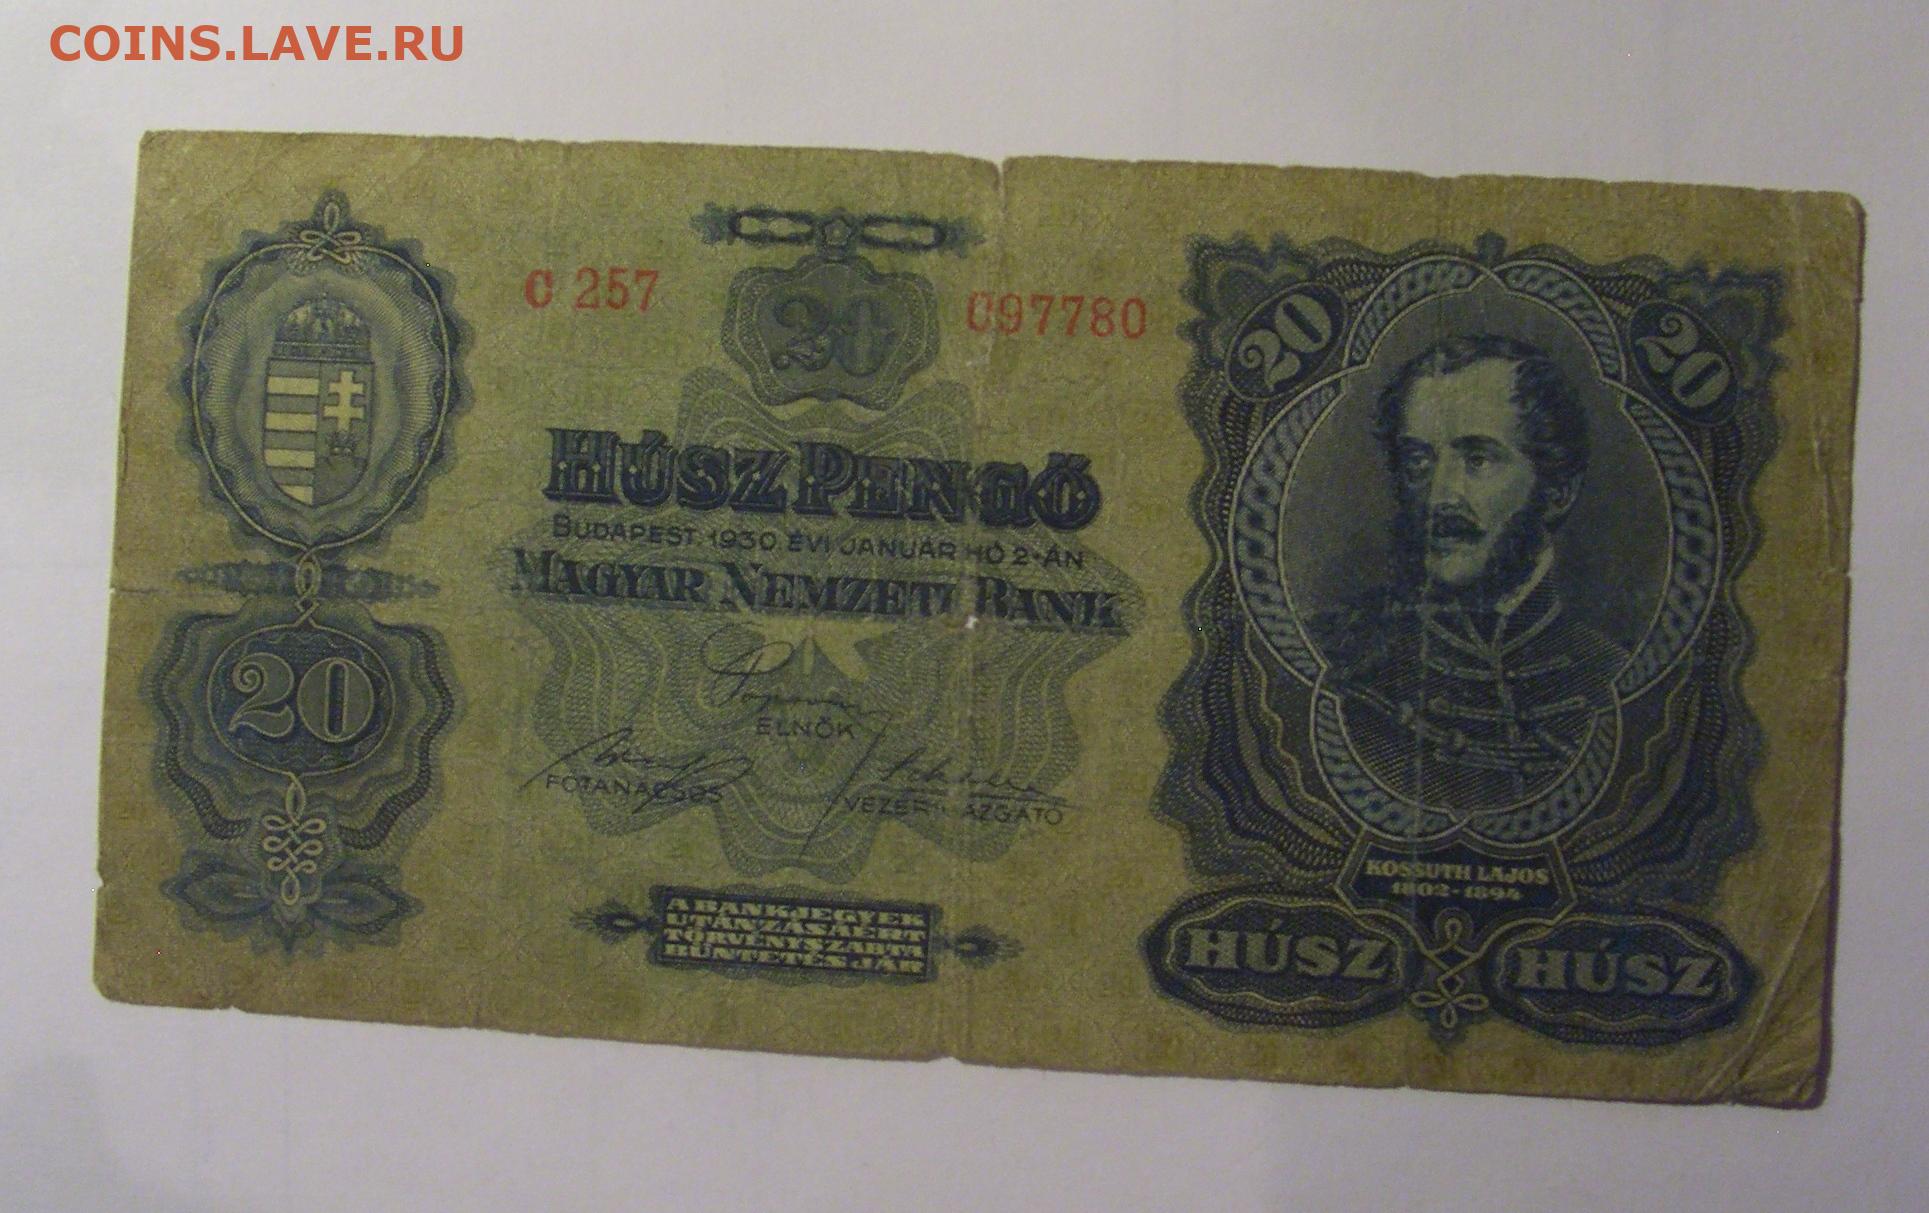 COINS.LAVE.RU
C 257
20
097780
20
20
HÚSZ PENGŐ
BUDAPEST, 1930 ÉVI JANUÁR HÓ 2-ÁN
MAGYAR NEMZETI BANK
20
ELNÖK
FŐTANÁCSOS
VEZÉRIGAZGATÓ
KOSSUTH LAJOS
1802-1894
A BANKJEGYEK
UTÁNZÁSÁÉRT
TÖRVÉNYSZABTA
BÜNTETÉS JÁR
HÚSZ
HÚSZ